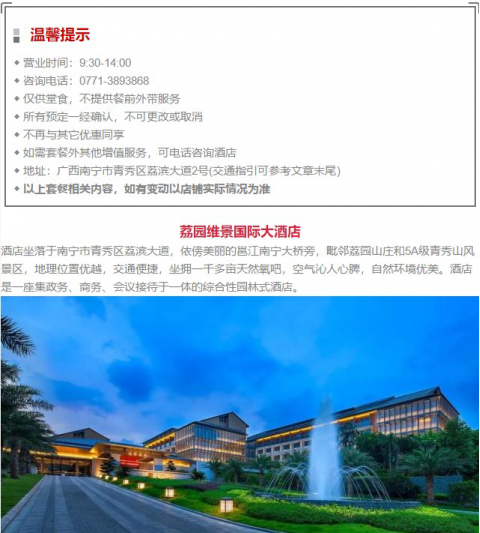 温馨提示
营业时间：9:30-14:00
咨询电话：0771-3893868
仅供堂食，不提供餐前外带服务
所有预定一经确认，不可更改或取消
不再与其它优惠同享
如需套餐外其他增值服务，可电话咨询酒店
地址：广西南宁市青秀区荔滨大道2号(交通指引可参考文章末尾)
以上套餐相关内容，如有变动以店铺实际情况为准
荔园维景国际大酒店
酒店坐落于南宁市青秀区荔滨大道，依傍美丽的邕江南宁大桥旁，毗邻荔园山庄和5A级青秀山风
景区，地理位置优越，交通便捷，坐拥一千多亩天然氧吧，空气沁人心脾，自然环境优美。酒店
是一座集政务、商务、会议接待于一体的综合性园林式酒店。